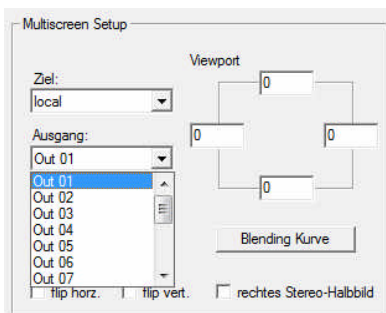 Multiscreen Setup
Viewport
Ziel:
local
0
Ausgang:
0
0
Out 01
Out 01
Out 02
Out 03
Out 04
Out 05
Out 06
Out 07
0
Blending Kurve
flip horz.
flip vert.
rechtes Stereo-Halbbild